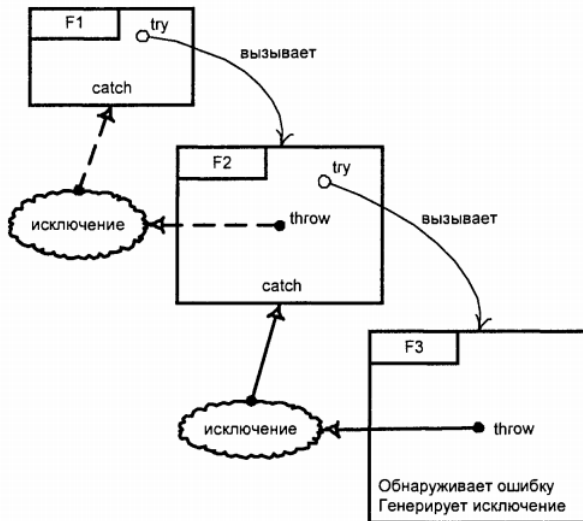 F1
try
вызывает
catch
F2
try
исключение
throw
вызывает
catch
F3
исключение
throw
Обнаруживает ошибку
Генерирует исключение